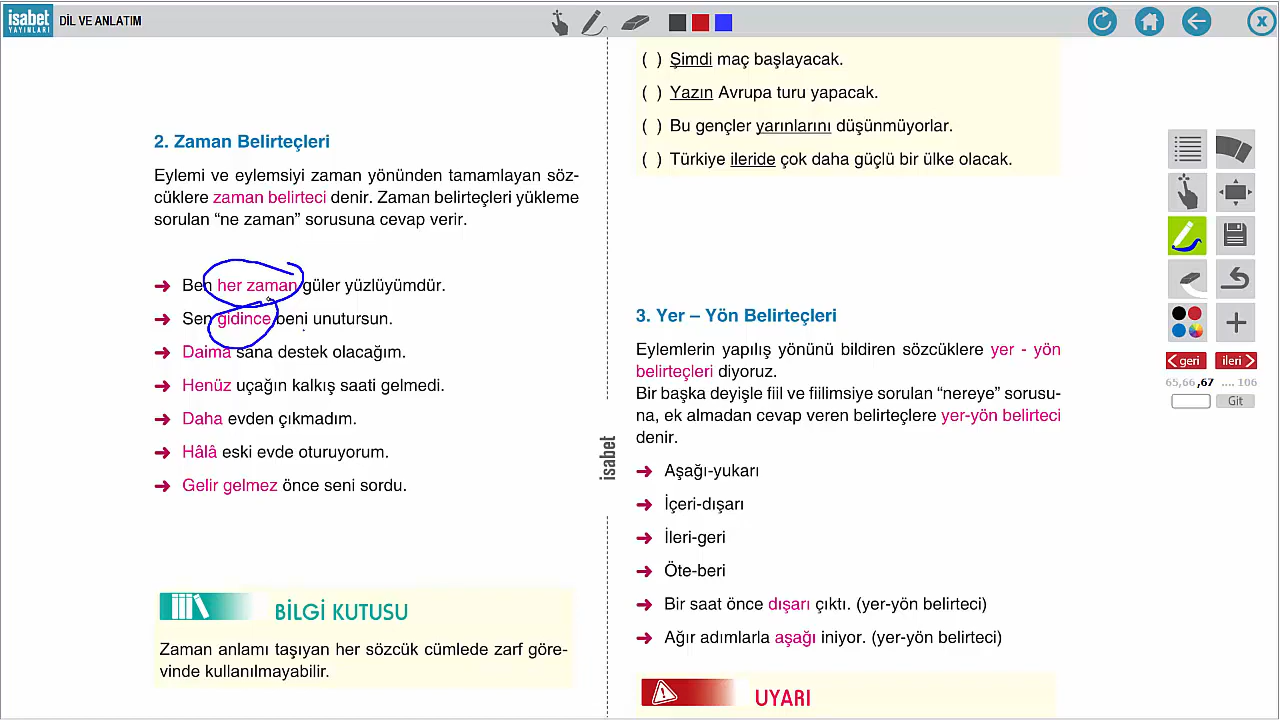 isabet
YAYINLARI
DİL VE ANLATIM
2. Zaman Belirteçleri
Eylemi ve eylemsiyi zaman yönünden tamamlayan söz-
cüklere zaman belirteci denir. Zaman belirteçleri yükleme
sorulan “ne zaman” sorusuna cevap verir.
Ben her zaman güler yüzlüyümdür.
Sen gidince beni unutursun.
Daima sana destek olacağım.
Henüz uçağın kalkış saati gelmedi.
Daha evden çıkmadım.
Hâlâ eski evde oturuyorum.
Gelir gelmez önce seni sordu.
BİLGİ KUTUSU
Zaman anlamı taşıyan her sözcük cümlede zarf göre-
vinde kullanılmayabilir.
isabet
( ) Şimdi maç başlayacak.
( ) Yazın Avrupa turu yapacak.
( ) Bu gençler yarınlarını düşünmüyorlar.
( ) Türkiye ileride çok daha güçlü bir ülke olacak.
3. Yer – Yön Belirteçleri
Eylemlerin yapılış yönünü bildiren sözcüklere yer - yön
belirteçleri diyoruz.
Bir başka deyişle fiil ve fiilimsiye sorulan “nereye” sorusu-
na, ek almadan cevap veren belirteçlere yer-yön belirteci
denir.
Aşağı-yukarı
İçeri-dışarı
İleri-geri
Öte-beri
Bir saat önce dışarı çıktı. (yer-yön belirteci)
Ağır adımlarla aşağı iniyor. (yer-yön belirteci)
UYARI
geri ileri
65,66,67 .... 106
Git